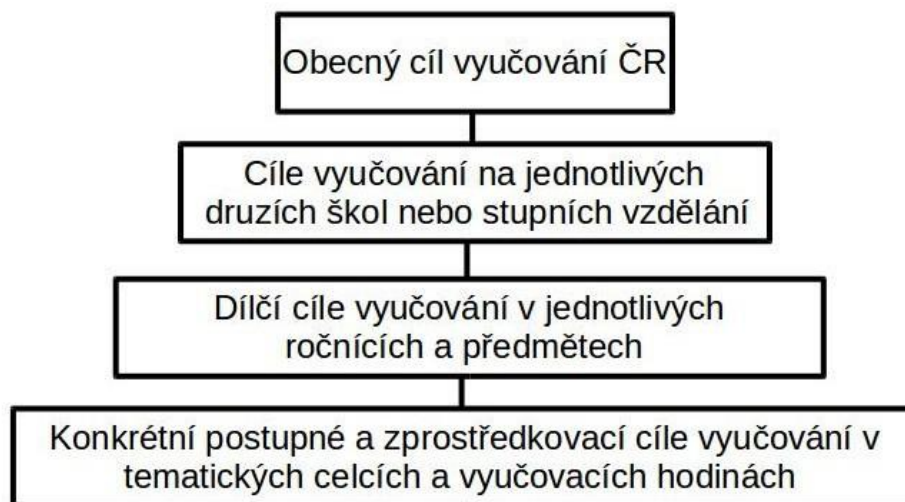 Obecný cíl vyučování ČR
Cíle vyučování na jednotlivých
druzích škol nebo stupních vzdělání
Dílčí cíle vyučování v jednotlivých
ročnících a předmětech
Konkrétní postupné a zprostředkovací cíle vyučování v
tematických celcích a vyučovacích hodinách